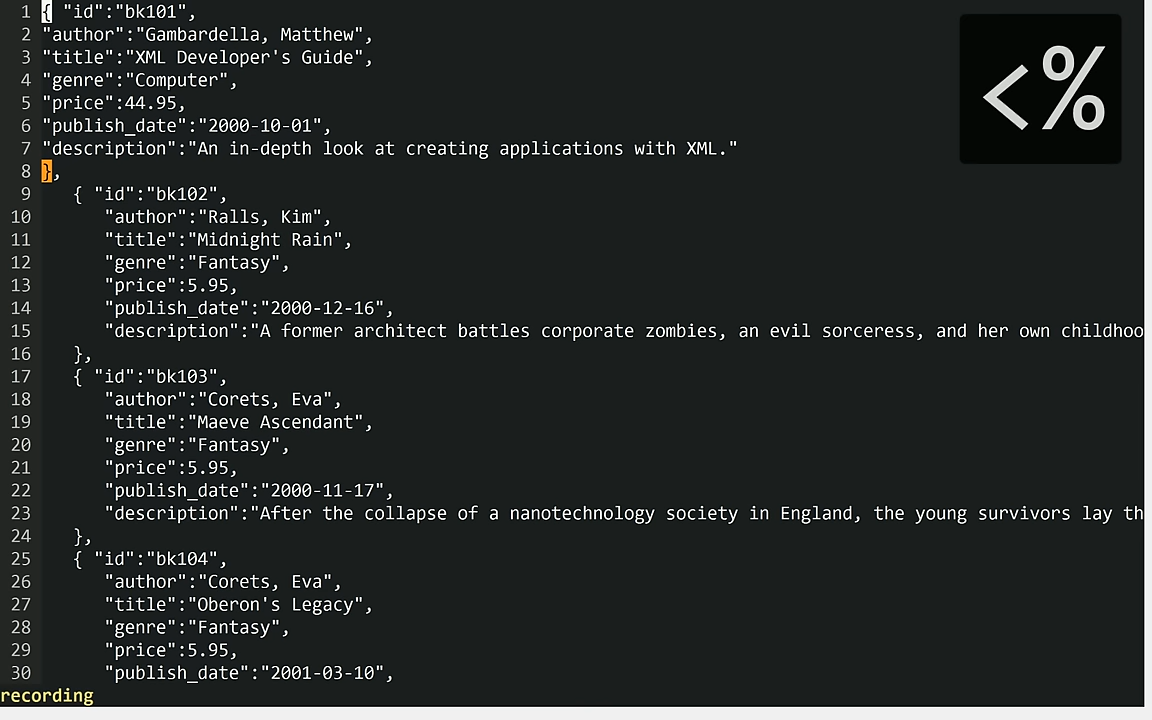 <%
1 { "id":"bk101",
2 "author":"Gambardella, Matthew",
3 "title":"XML Developer's Guide",
4 "genre":"Computer",
5 "price":44.95,
6 "publish_date":"2000-10-01",
7 "description":"An in-depth look at creating applications with XML."
8 },
9    { "id":"bk102",
10       "author":"Ralls, Kim",
11       "title":"Midnight Rain",
12       "genre":"Fantasy",
13       "price":5.95,
14       "publish_date":"2000-12-16",
15       "description":"A former architect battles corporate zombies, an evil sorceress, and her own childhoo
16    },
17    { "id":"bk103",
18       "author":"Corets, Eva",
19       "title":"Maeve Ascendant",
20       "genre":"Fantasy",
21       "price":5.95,
22       "publish_date":"2000-11-17",
23       "description":"After the collapse of a nanotechnology society in England, the young survivors lay th
24    },
25    { "id":"bk104",
26       "author":"Corets, Eva",
27       "title":"Oberon's Legacy",
28       "genre":"Fantasy",
29       "price":5.95,
30       "publish_date":"2001-03-10",
recording